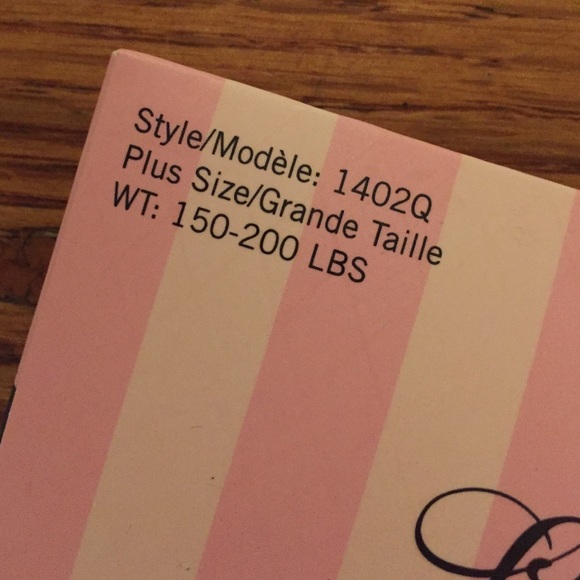 Style/Modèle: 1402Q
Plus Size/Grande Taille
WT: 150-200 LBS